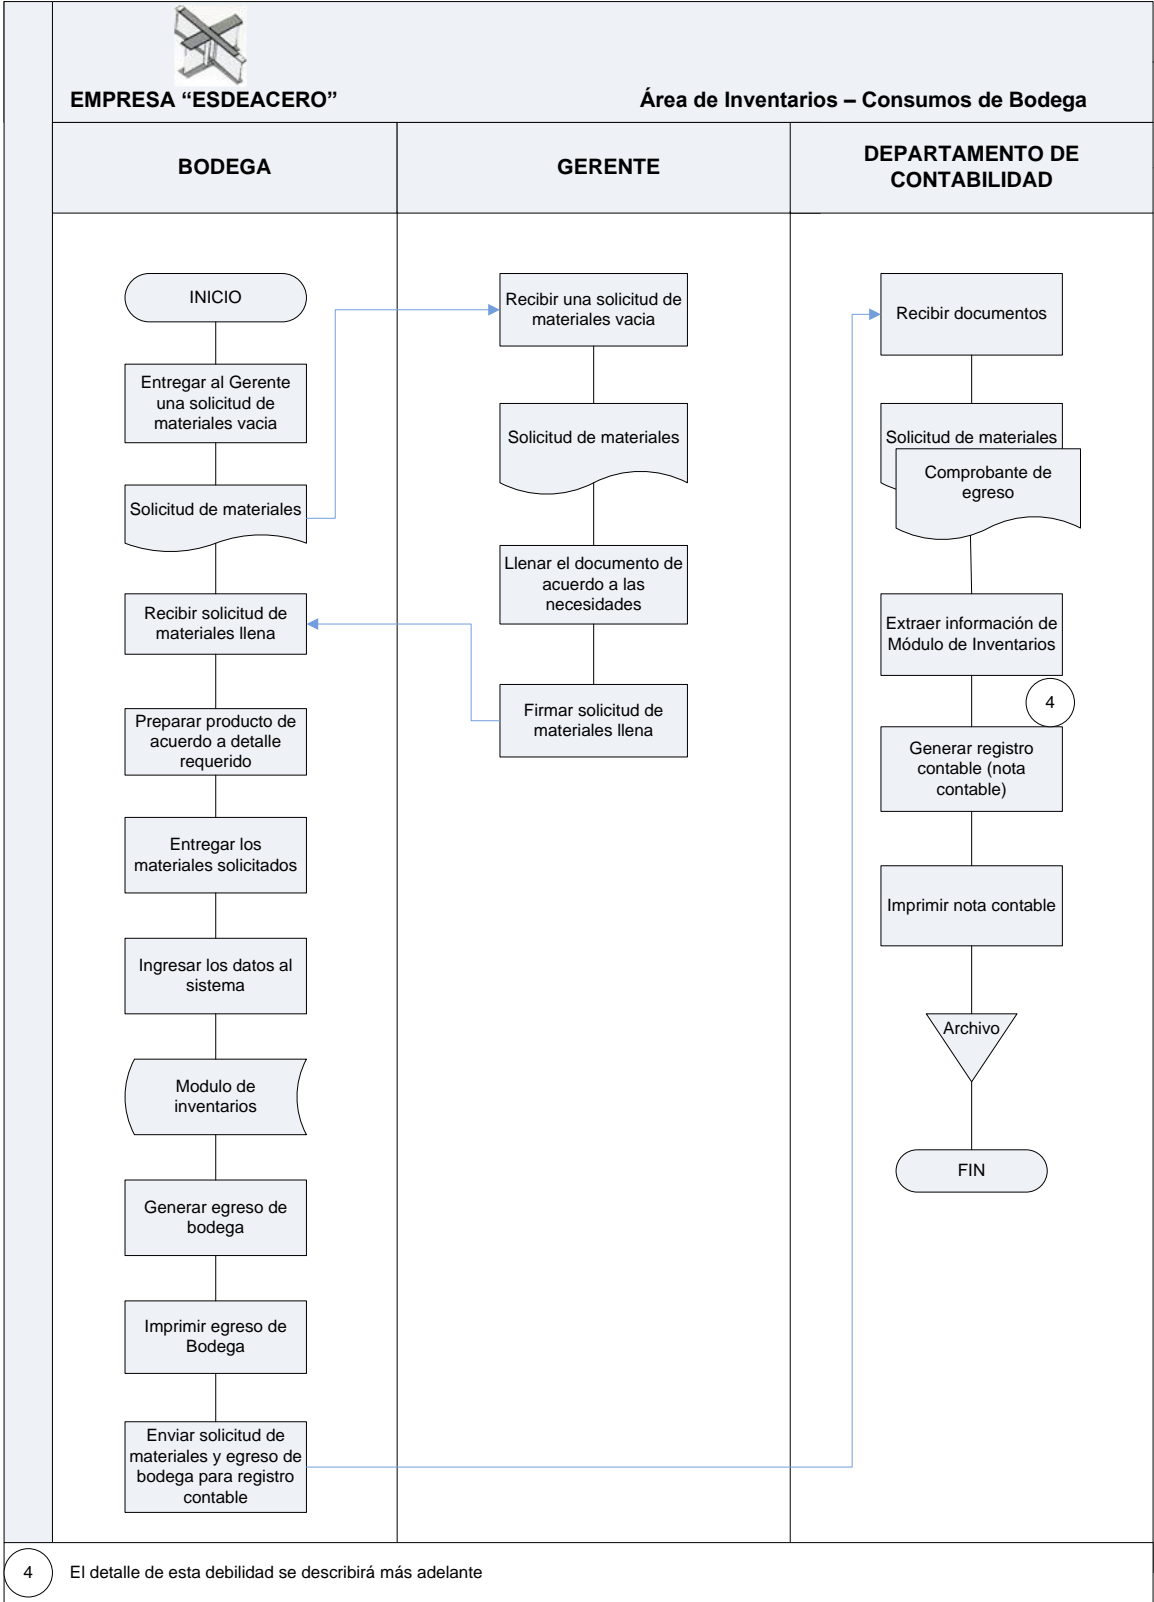 EMPRESA “ESDEACERO”
Área de Inventarios – Consumos de Bodega
BODEGA
GERENTE
DEPARTAMENTO DE
CONTABILIDAD
INICIO
Entregar al Gerente
una solicitud de
materiales vacia
Solicitud de materiales
Recibir solicitud de
materiales llena
Preparar producto de
acuerdo a detalle
requerido
Entregar los
materiales solicitados
Ingresar los datos al
sistema
Modulo de
inventarios
Generar egreso de
bodega
Imprimir egreso de
Bodega
Enviar solicitud de
materiales y egreso de
bodega para registro
contable
Recibir una solicitud de
materiales vacia
Solicitud de materiales
Llenar el documento de
acuerdo a las
necesidades
Firmar solicitud de
materiales llena
Recibir documentos
Solicitud de materiales
Comprobante de
egreso
Extraer información de
Módulo de Inventarios
4
Generar registro
contable (nota
contable)
Imprimir nota contable
Archivo
FIN
4
El detalle de esta debilidad se describirá más adelante